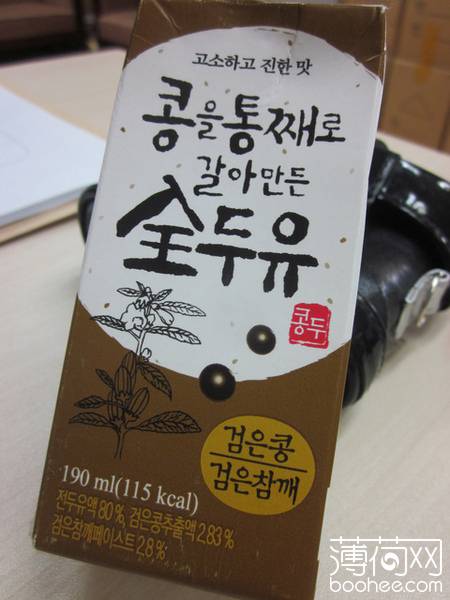 고소하고 진한 맛
콩을 통째로
갈아만든
全두유
콩두
검은콩
검은참깨
190 ml(115 kcal)
전두유액 80%, 검은콩추출액 2.83%
검은참깨페이스트 2.8%
薄荷网
boohee.com